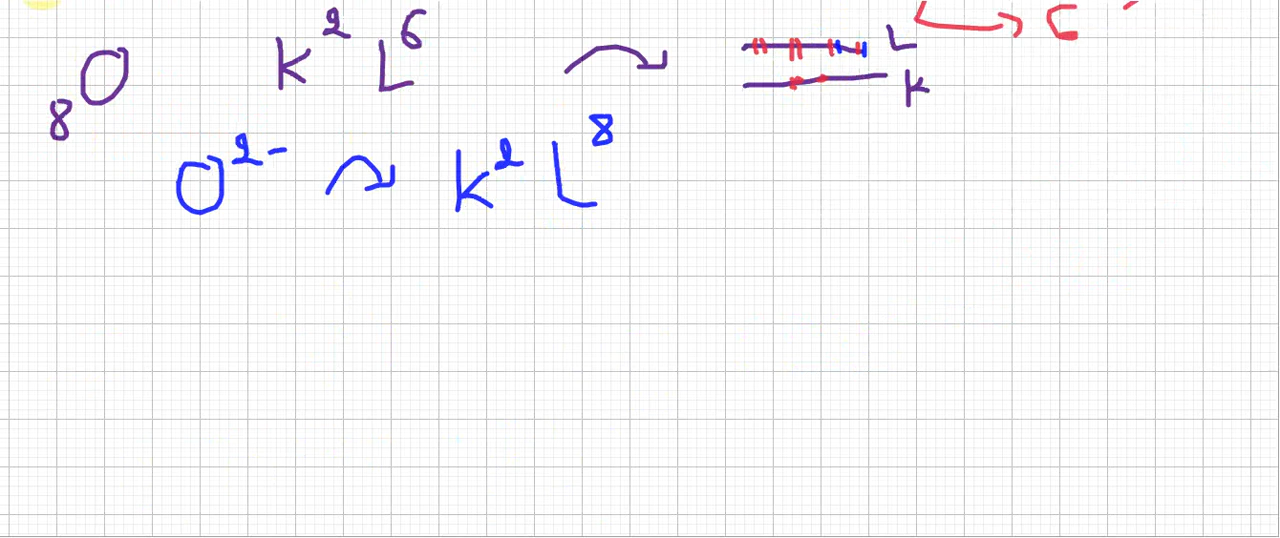 ₈O K² L⁶ L
K
O²⁻ K² L⁸